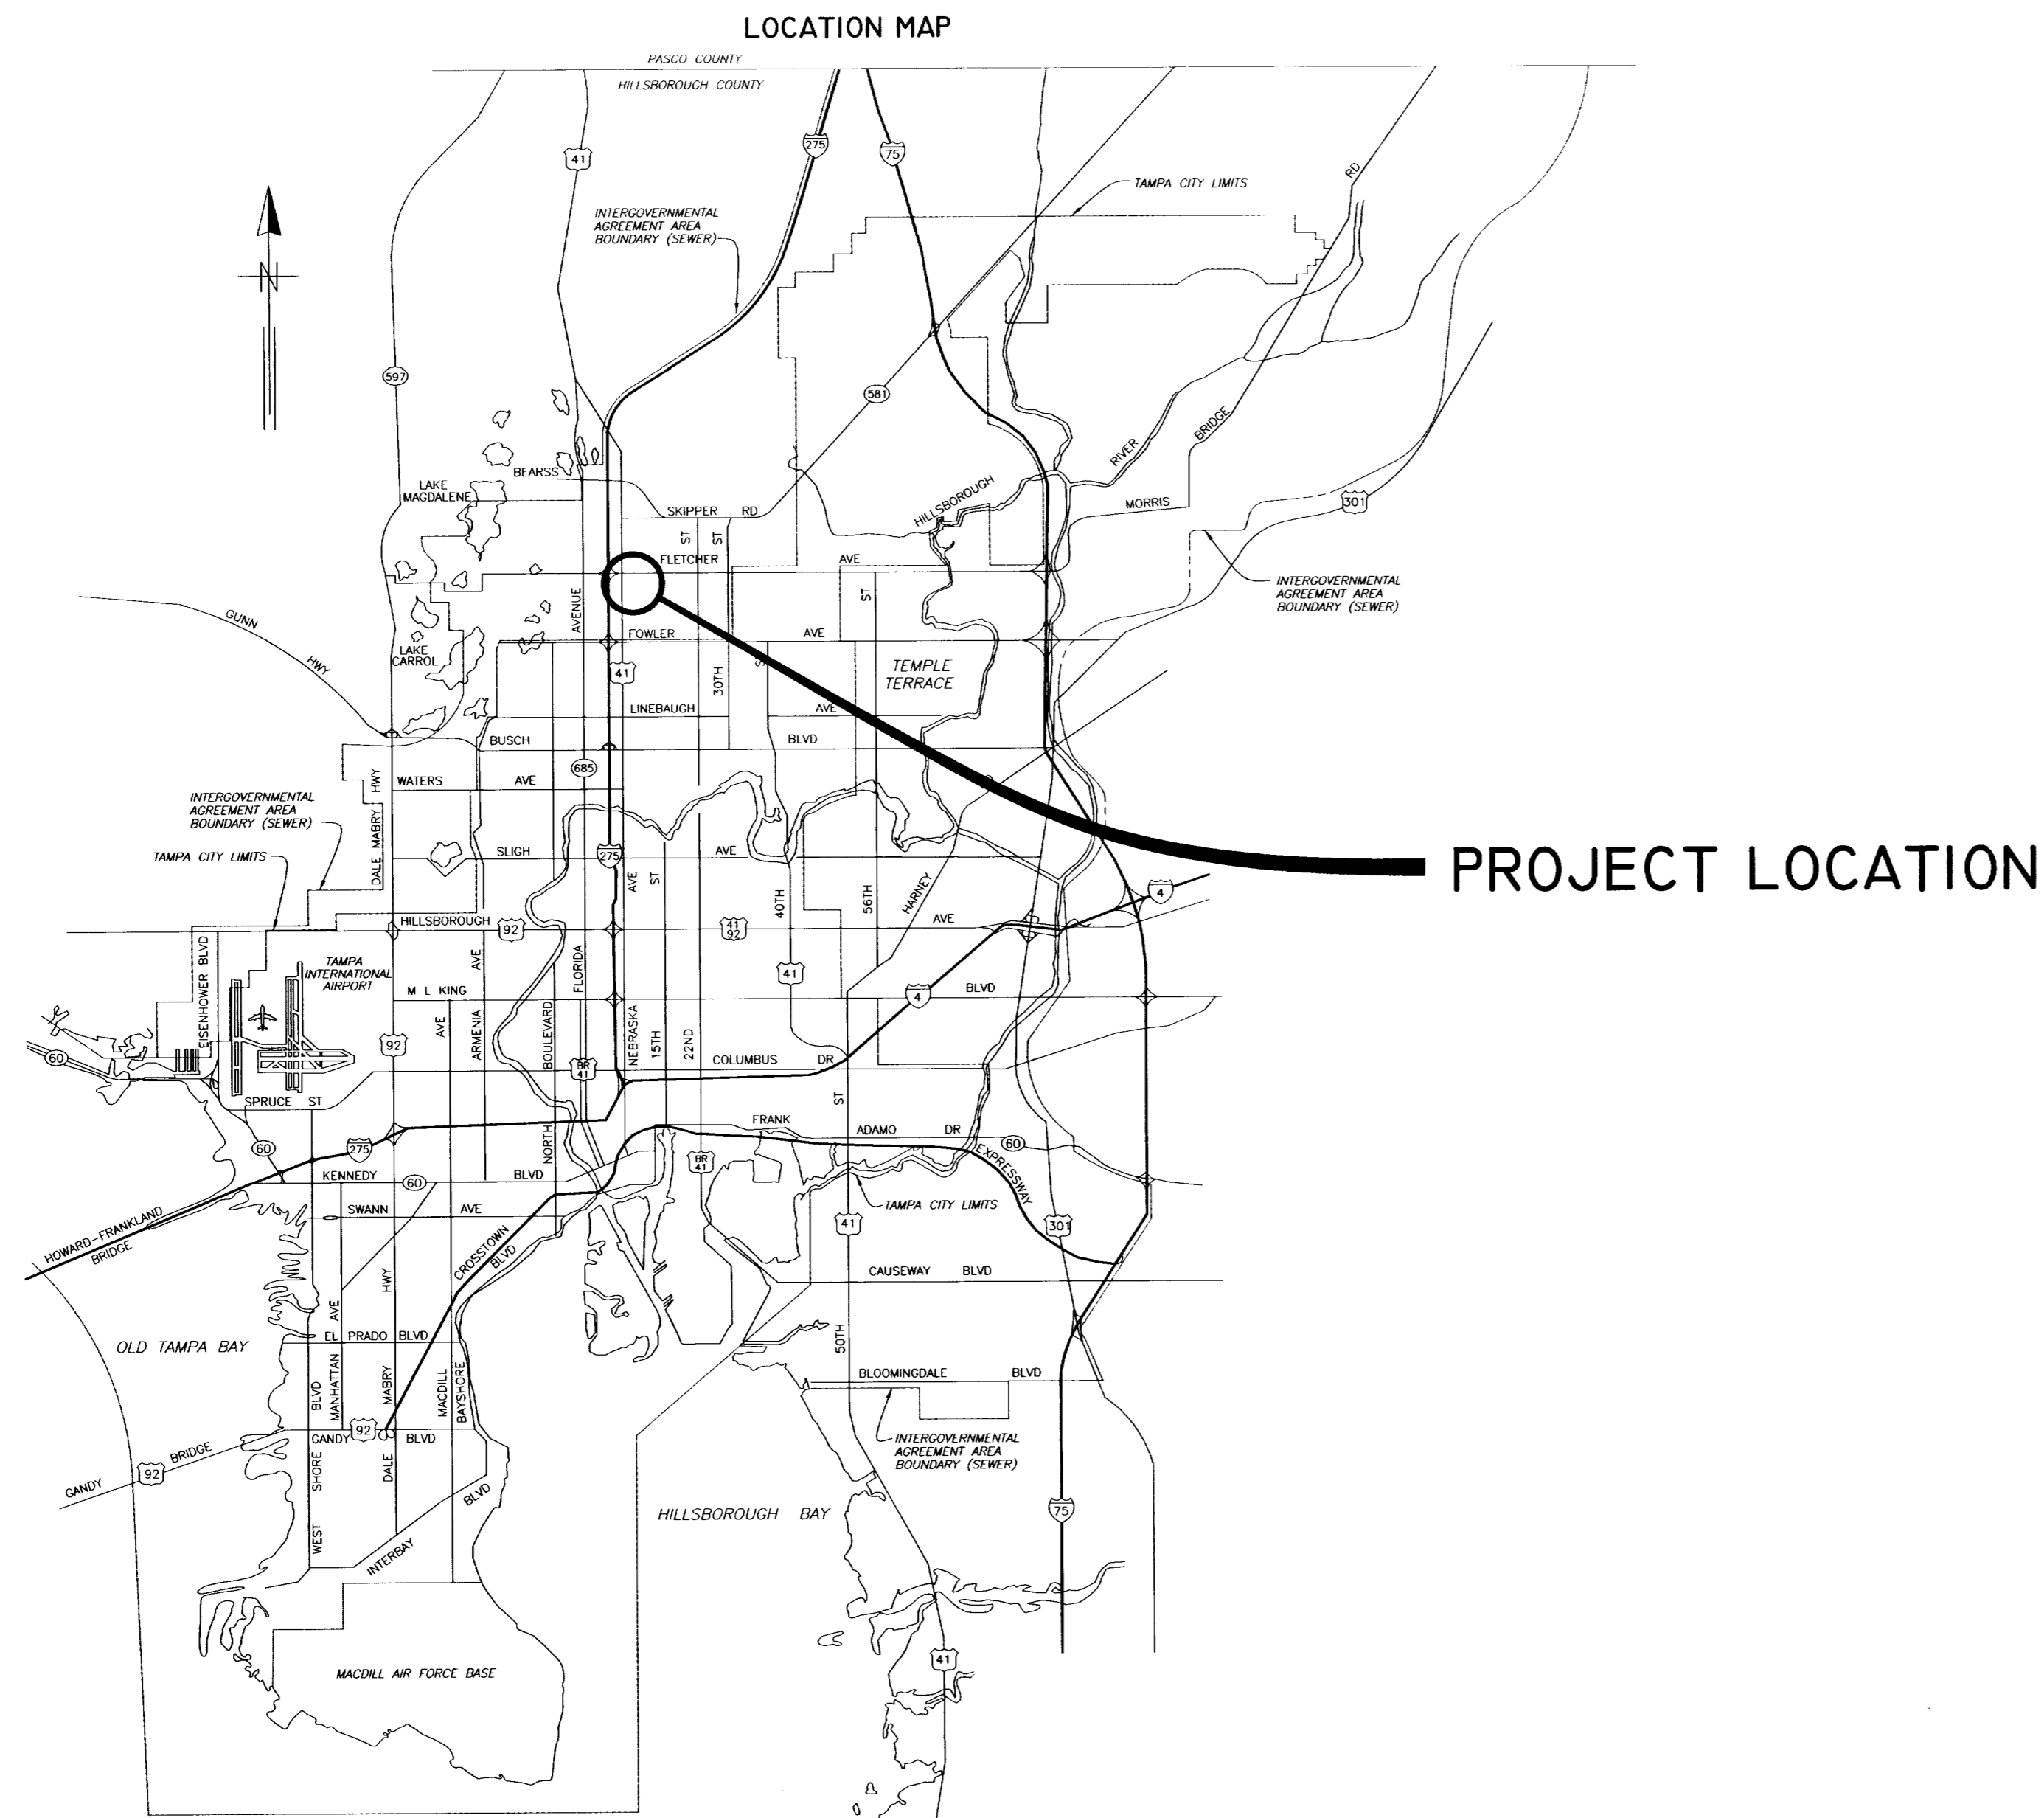 LOCATION MAP
PASCO COUNTY
HILLSBOROUGH COUNTY
41
275
75
RD
TAMPA CITY LIMITS
INTERGOVERNMENTAL
AGREEMENT AREA
BOUNDARY (SEWER)
N
597
581
BRIDGE
RIVER
BEARSS
LAKE
MAGDALENE
HILLSBOROUGH
MORRIS
301
SKIPPER RD
ST
ST
FLETCHER AVE
INTERGOVERNMENTAL
AGREEMENT AREA
BOUNDARY (SEWER)
AVENUE
ST
GUNN
HWY
FOWLER AVE
LAKE
CARROL
41
30TH
TEMPLE
TERRACE
LINEBAUGH AVE
BUSCH BLVD
685
WATERS AVE
DALE MABRY HWY
INTERGOVERNMENTAL
AGREEMENT AREA
BOUNDARY (SEWER)
TAMPA CITY LIMITS
SLIGH
275
AVE
PROJECT LOCATION
AVE
ST
40TH
56TH
HARNEY
4
HILLSBOROUGH
92
41
92
AVE
EISENHOWER BLVD
TAMPA
INTERNATIONAL
AIRPORT
AVE
FLORIDA
41
M L KING
4
BLVD
AVE
ARMENIA
BOULEVARD
NEBRASKA
15TH
22ND
60
92
BR
41
COLUMBUS DR
SPRUCE ST
ST
FRANK
ADAMO DR
60
60
275
NORTH
BR
41
EXPRESSWAY
KENNEDY
60
BLVD
SWANN AVE
TAMPA CITY LIMITS
HOWARD-FRANKLAND
BRIDGE
41
301
CROSSTOWN
BLVD
CAUSEWAY BLVD
HWY
AVE
OLD TAMPA BAY
EL PRADO BLVD
50TH
BLVD
MANHATTAN
MABRY
MACDILL
BAYSHORE
BLOOMINGDALE BLVD
92
GANDY BLVD
INTERGOVERNMENTAL
AGREEMENT AREA
BOUNDARY (SEWER)
GANDY
92
BRIDGE
SHORE
DALE
BLVD
HILLSBOROUGH BAY
75
WEST
INTERBAY
MACDILL AIR FORCE BASE
41